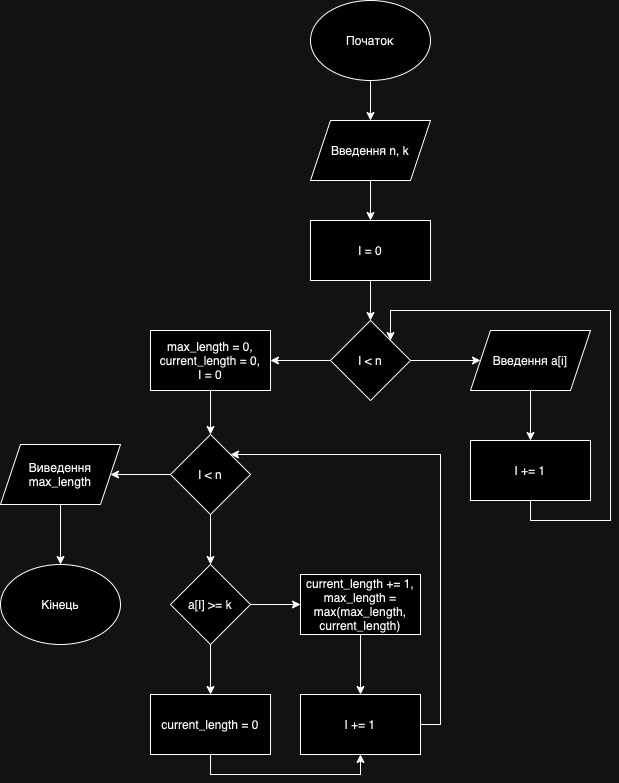 Початок
Введення n, k
I = 0
I < n
Введення a[i]
max_length = 0,
current_length = 0,
I = 0
I += 1
I < n
Виведення
max_length
Кінець
a[I] >= k
current_length += 1,
max_length =
max(max_length,
current_length)
current_length = 0
I += 1